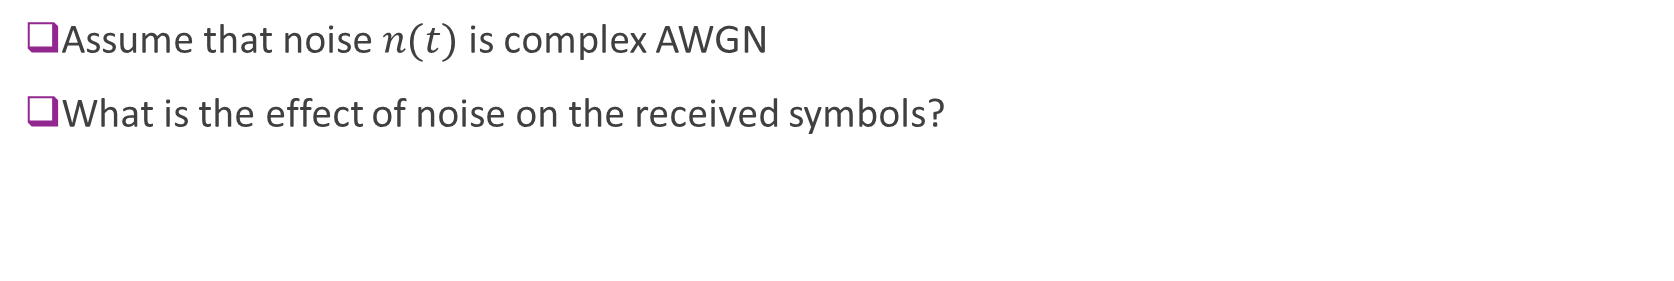 ❑Assume that noise n(t) is complex AWGN
❑What is the effect of noise on the received symbols?